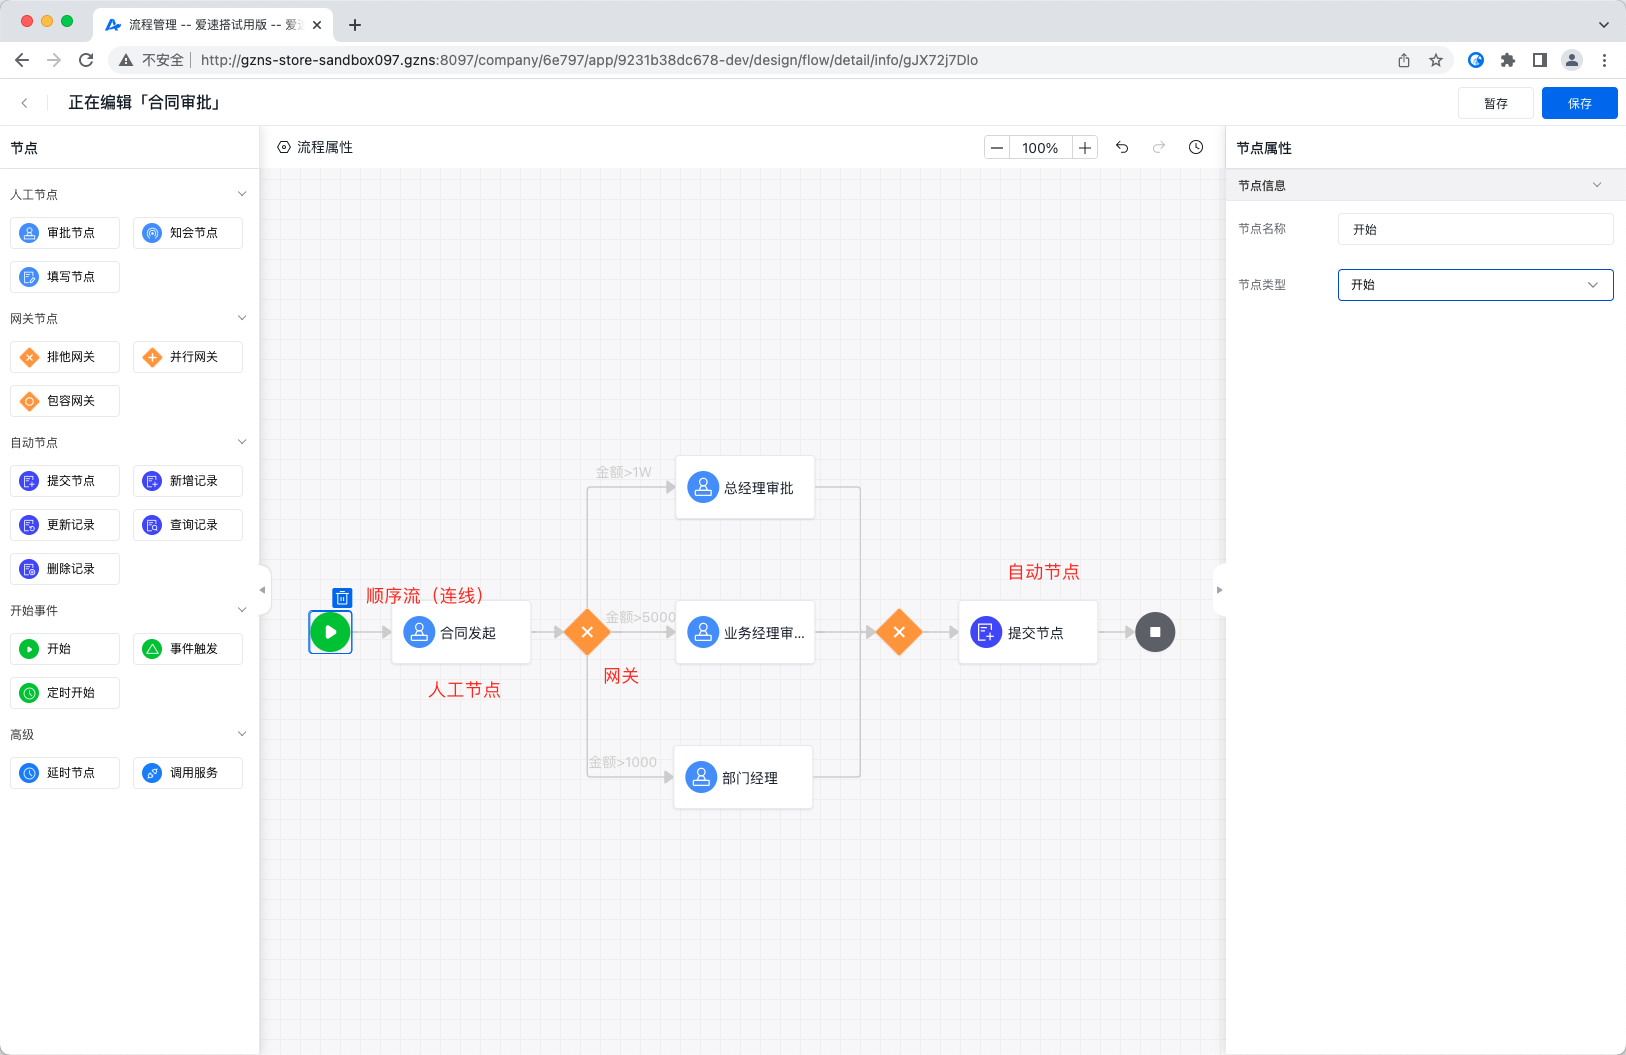 流程管理 -- 爱速搭试用版 -- 爱
不安全
http://gzns-store-sandbox097.gzns:8097/company/6e797/app/9231b38dc678-dev/design/flow/detail/info/gJX72j7Dlo
正在编辑「合同审批」
暂存
保存
节点
流程属性
100%
节点属性
人工节点
审批节点
知会节点
填写节点
网关节点
排他网关
并行网关
包容网关
自动节点
提交节点
新增记录
更新记录
查询记录
删除记录
开始事件
开始
事件触发
定时开始
高级
延时节点
调用服务
金额>1W
总经理审批
自动节点
顺序流（连线）
合同发起
金额>5000
业务经理审...
提交节点
网关
人工节点
金额>1000
部门经理
节点信息
节点名称
开始
节点类型
开始